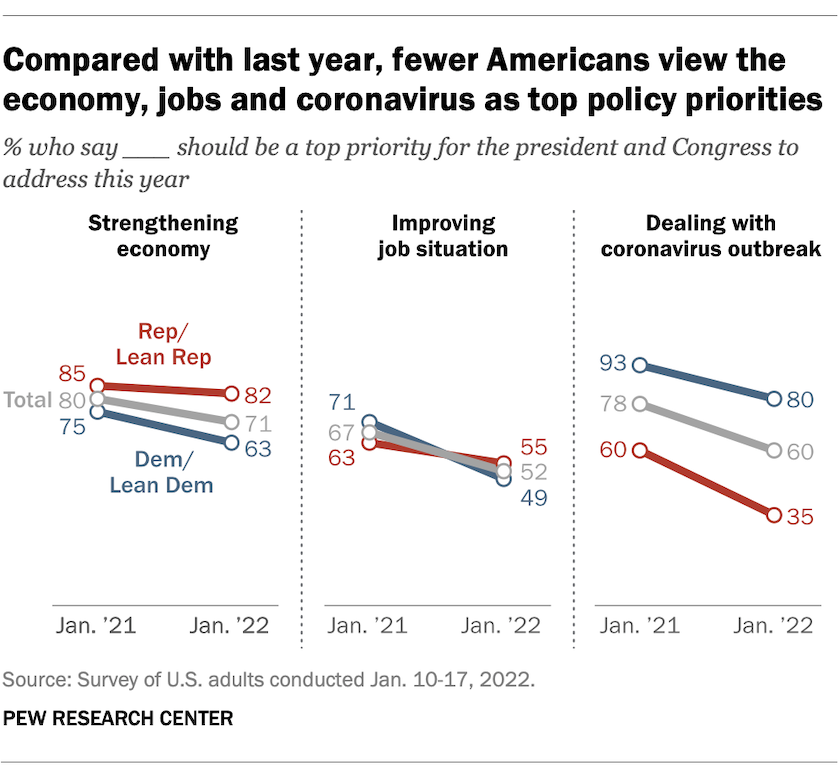 Compared with last year, fewer Americans view the
economy, jobs and coronavirus as top policy priorities
% who say ___ should be a top priority for the president and Congress to
address this year
Strengthening
economy
Rep/
Lean Rep
85
82
Total 80
71
75
63
Dem/
Lean Dem
Jan. ’21
Jan. ’22
Improving
job situation
71
67
63
55
52
49
Jan. ’21
Jan. ’22
Dealing with
coronavirus outbreak
93
80
78
60
60
35
Jan. ’21
Jan. ’22
Source: Survey of U.S. adults conducted Jan. 10-17, 2022.
PEW RESEARCH CENTER